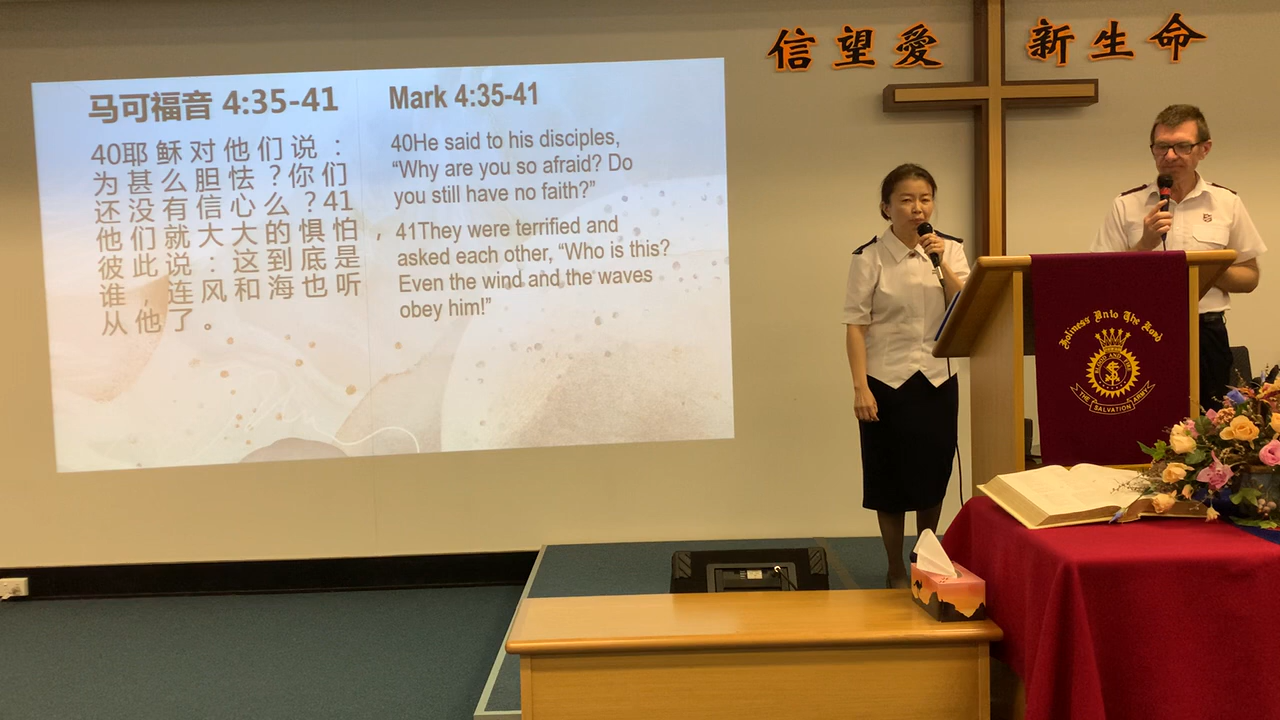 信望愛 新生命
马可福音 4:35-41
40耶稣对他们说：
为甚么胆怯？你们
还没有信心么？41
他们就大大的惧怕，
彼此说：这到底是
谁，连风和海也听
从他了。
Mark 4:35-41
40He said to his disciples,
“Why are you so afraid? Do
you still have no faith?”
41They were terrified and
asked each other, “Who is this?
Even the wind and the waves
obey him!”
Holiness Unto The Lord
BLOOD AND FIRE
THE SALVATION ARMY